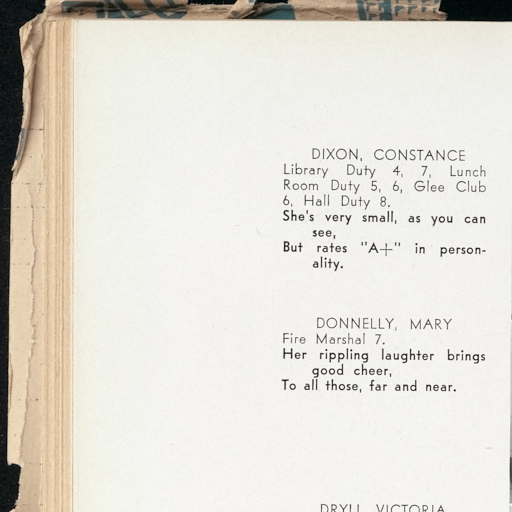 DIXON, CONSTANCE
Library Duty 4, 7, Lunch
Room Duty 5, 6, Glee Club
6, Hall Duty 8.
She's very small, as you can
see,
But rates "A+" in person-
ality.
DONNELLY, MARY
Fire Marshal 7.
Her rippling laughter brings
good cheer,
To all those, far and near.
DRYLL, VICTORIA